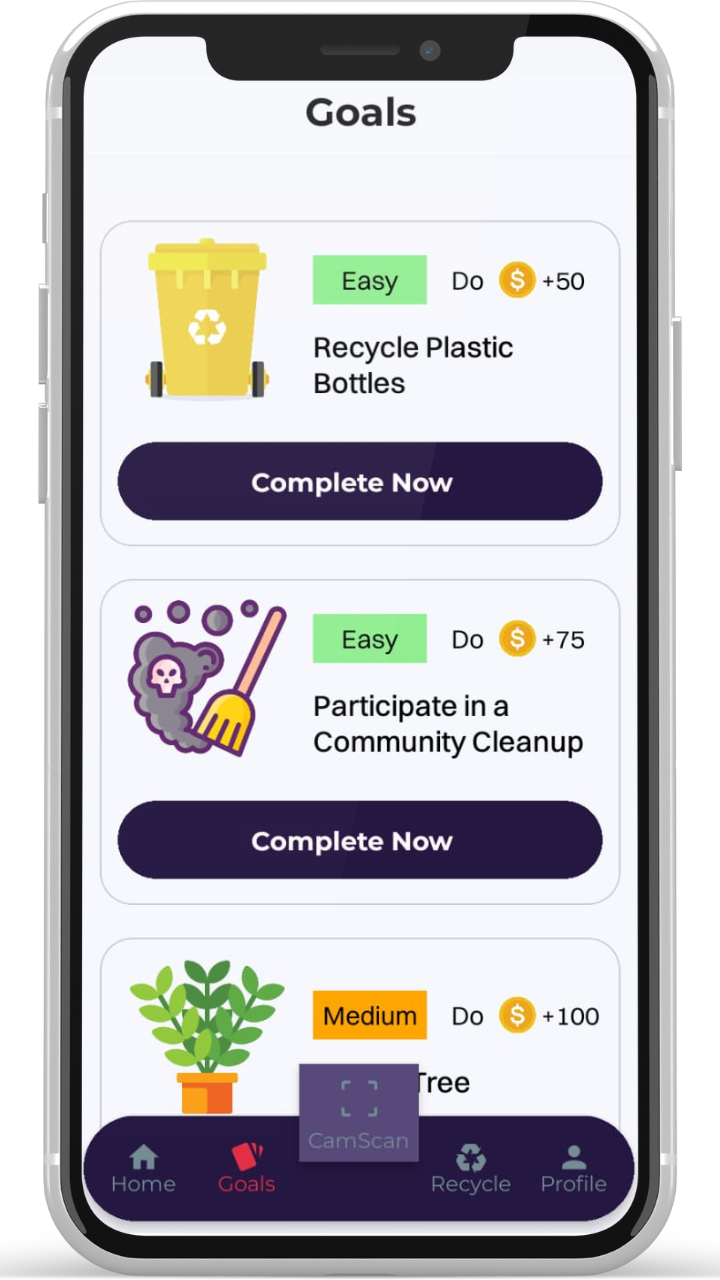 Goals
Easy Do $ +50
Recycle Plastic
Bottles
Complete Now
Easy Do $ +75
Participate in a
Community Cleanup
Complete Now
Medium Do $ +100
Tree
CamScan
Home Goals Recycle Profile